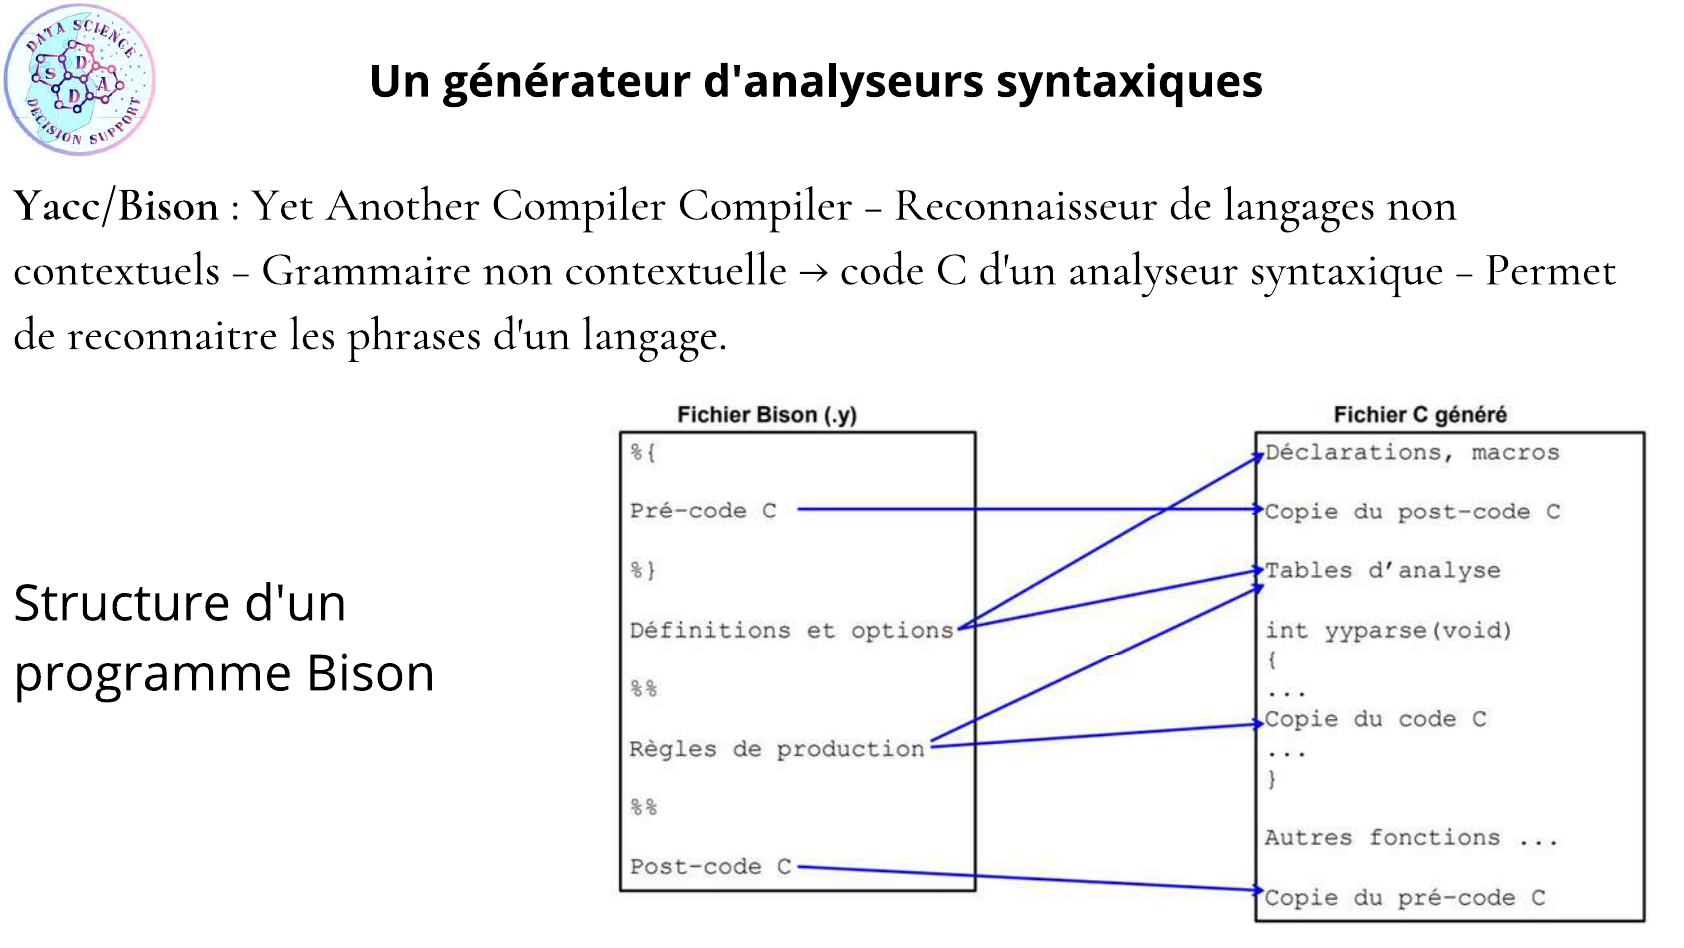 DATA SCIENCE
S D D A
DECISION SUPPORT
Un générateur d'analyseurs syntaxiques
Yacc/Bison : Yet Another Compiler Compiler – Reconnaisseur de langages non
contextuels – Grammaire non contextuelle → code C d'un analyseur syntaxique – Permet
de reconnaitre les phrases d'un langage.
Structure d'un
programme Bison
Fichier Bison (.y)
%{
Pré-code C
%}
Définitions et options
%%
Règles de production
%%
Post-code C
Fichier C généré
Déclarations, macros
Copie du post-code C
Tables d'analyse
int yyparse(void)
{
...
Copie du code C
...
}
Autres fonctions ...
Copie du pré-code C